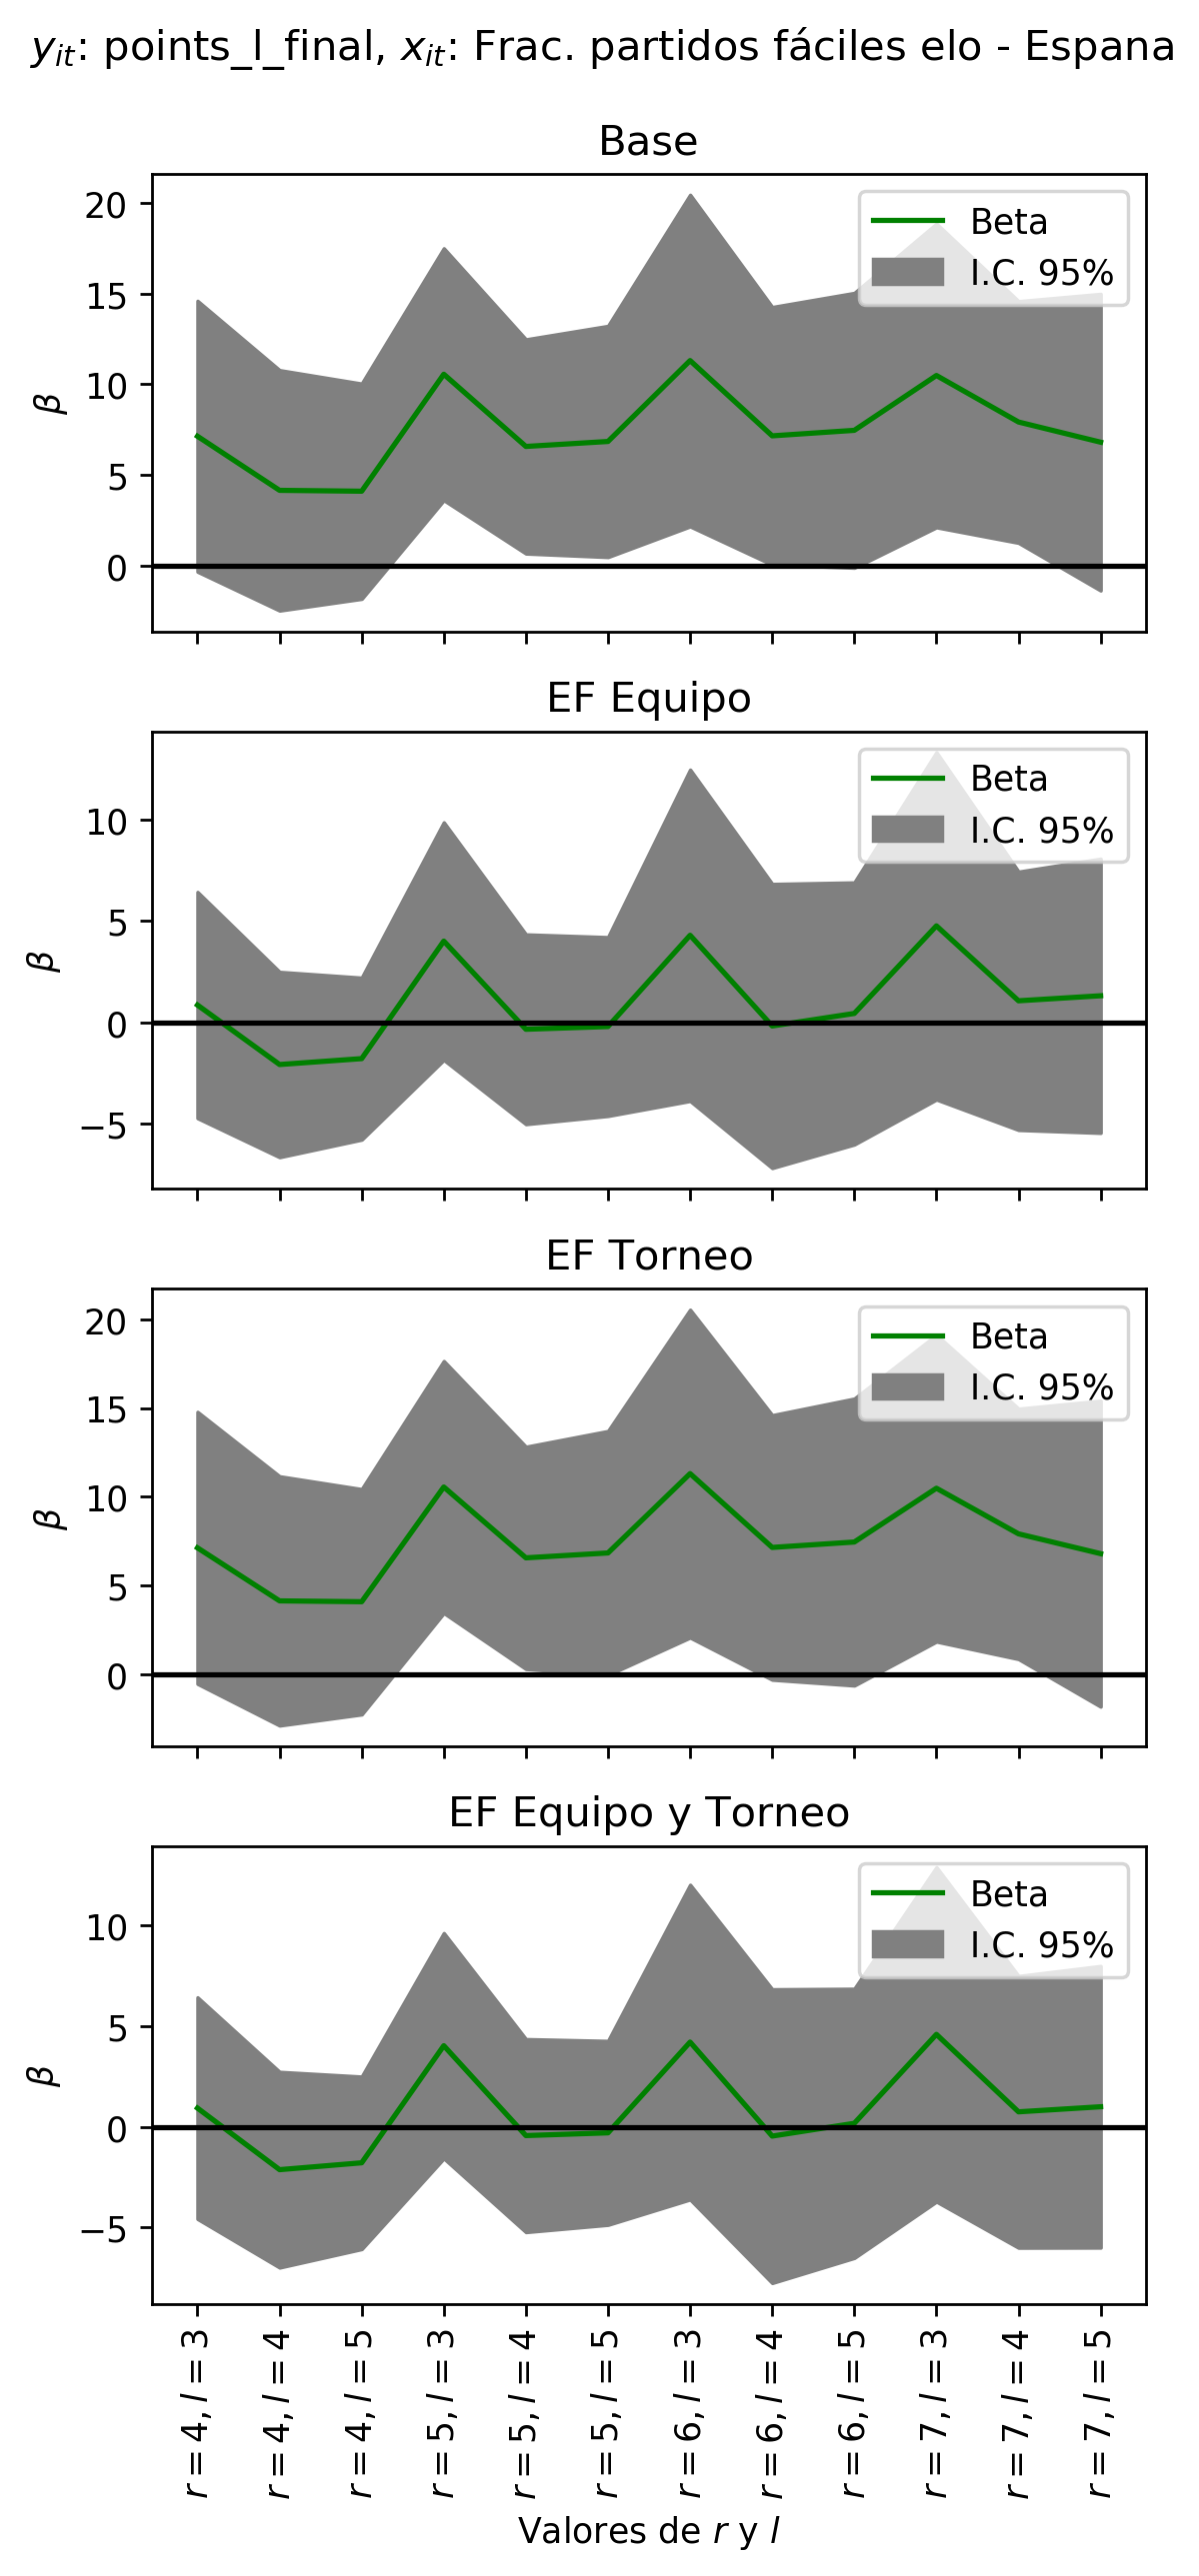 y_it: points_l_final, x_it: Frac. partidos fáciles elo - Espana
Base
20
15
10
5
0
β
Beta
I.C. 95%
EF Equipo
10
5
0
−5
β
Beta
I.C. 95%
EF Torneo
20
15
10
5
0
β
Beta
I.C. 95%
EF Equipo y Torneo
10
5
0
−5
β
Beta
I.C. 95%
r = 4, l = 3
r = 4, l = 4
r = 4, l = 5
r = 5, l = 3
r = 5, l = 4
r = 5, l = 5
r = 6, l = 3
r = 6, l = 4
r = 6, l = 5
r = 7, l = 3
r = 7, l = 4
r = 7, l = 5
Valores de r y l